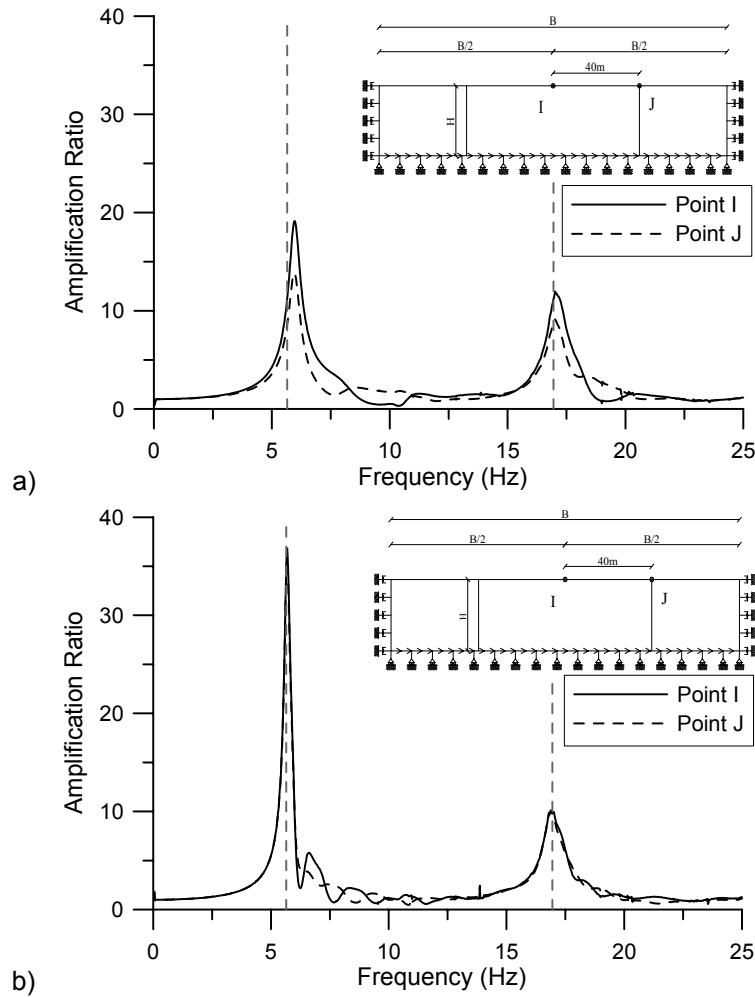 40
B
B/2 B/2
40m
30
I J
H
20
Point I
Point J
10
0
0 5 10 15 20 25
Amplification Ratio
Frequency (Hz)
a)
40
B
B/2 B/2
40m
30
I J
H
20
Point I
Point J
10
0
0 5 10 15 20 25
Amplification Ratio
Frequency (Hz)
b)